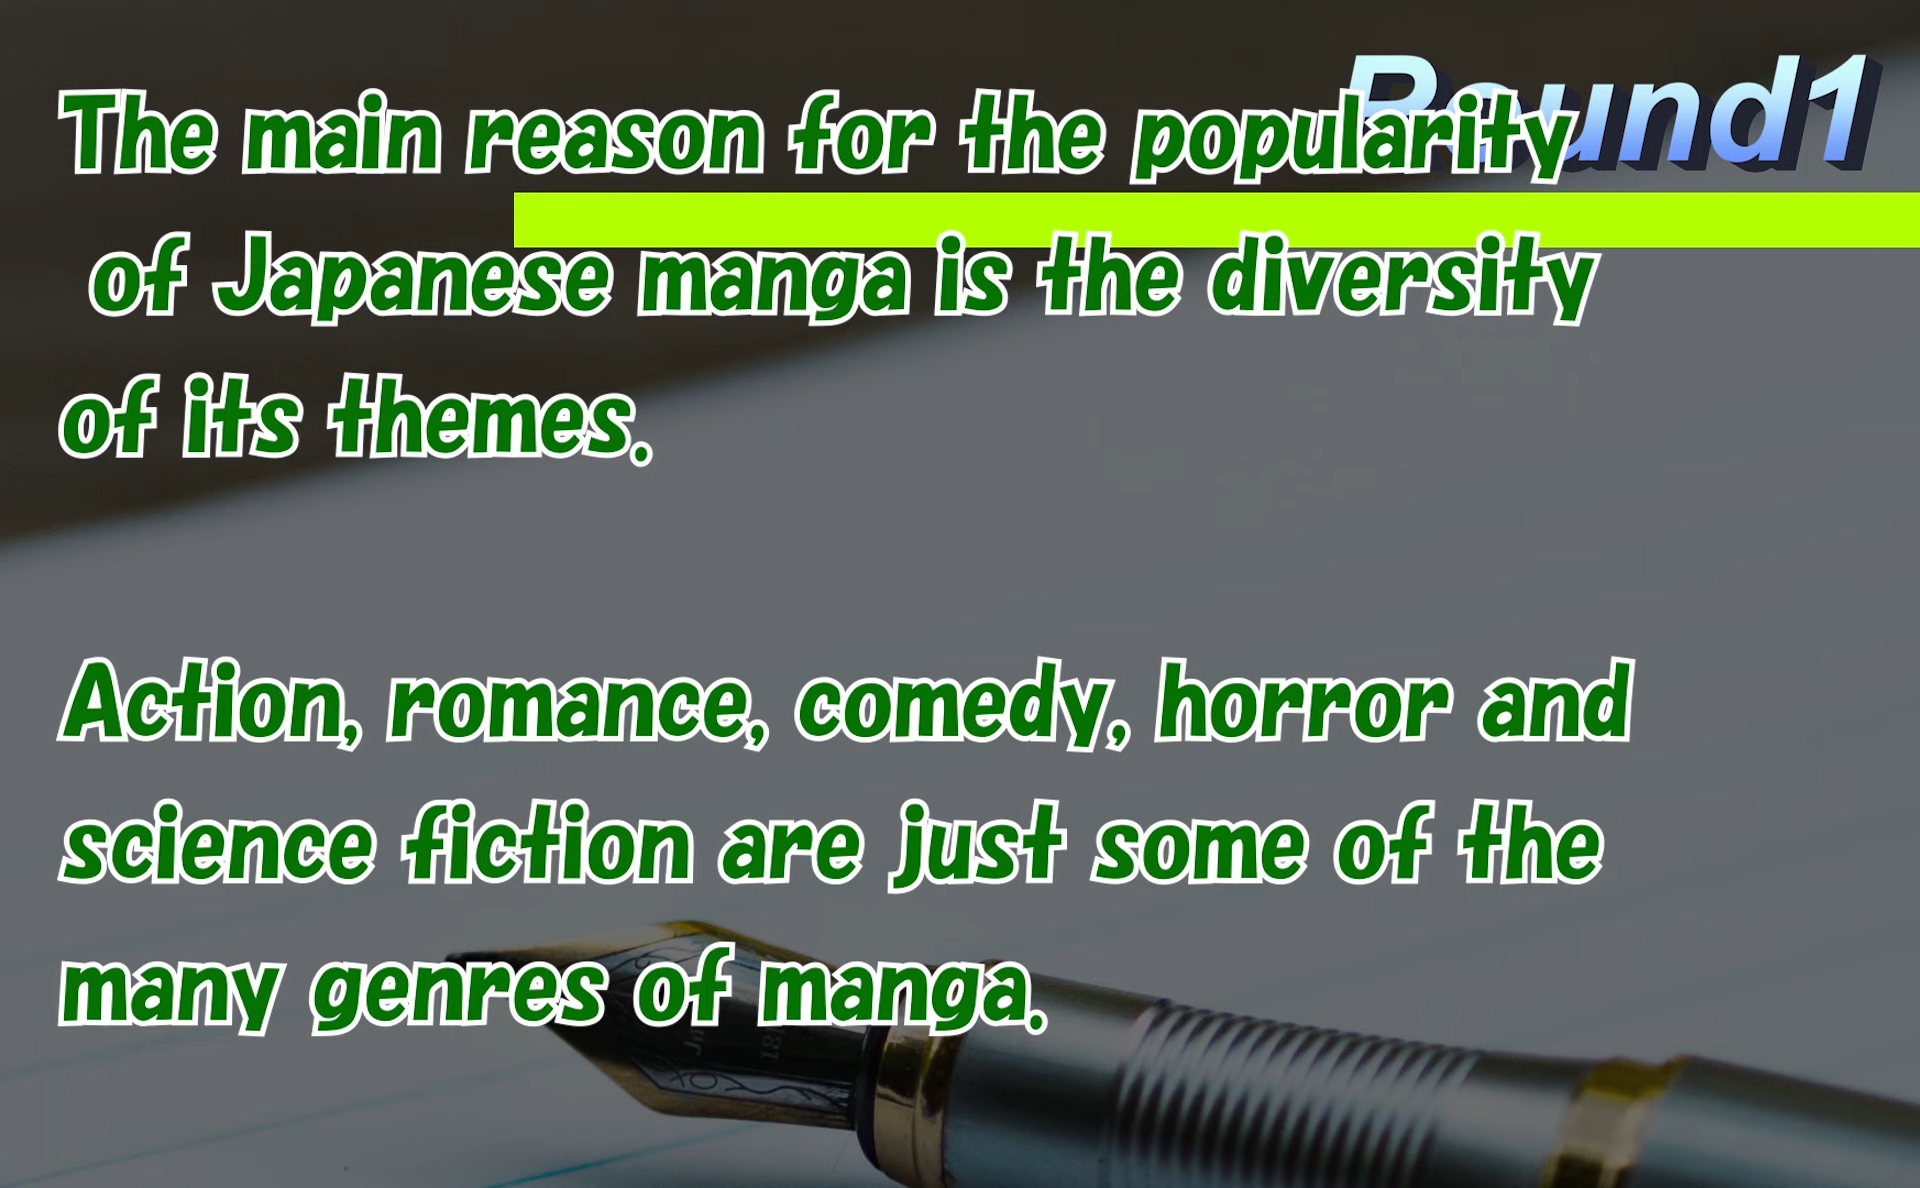 Round1
The main reason for the popularity
of Japanese manga is the diversity
of its themes.
Action, romance, comedy, horror and
science fiction are just some of the
many genres of manga.